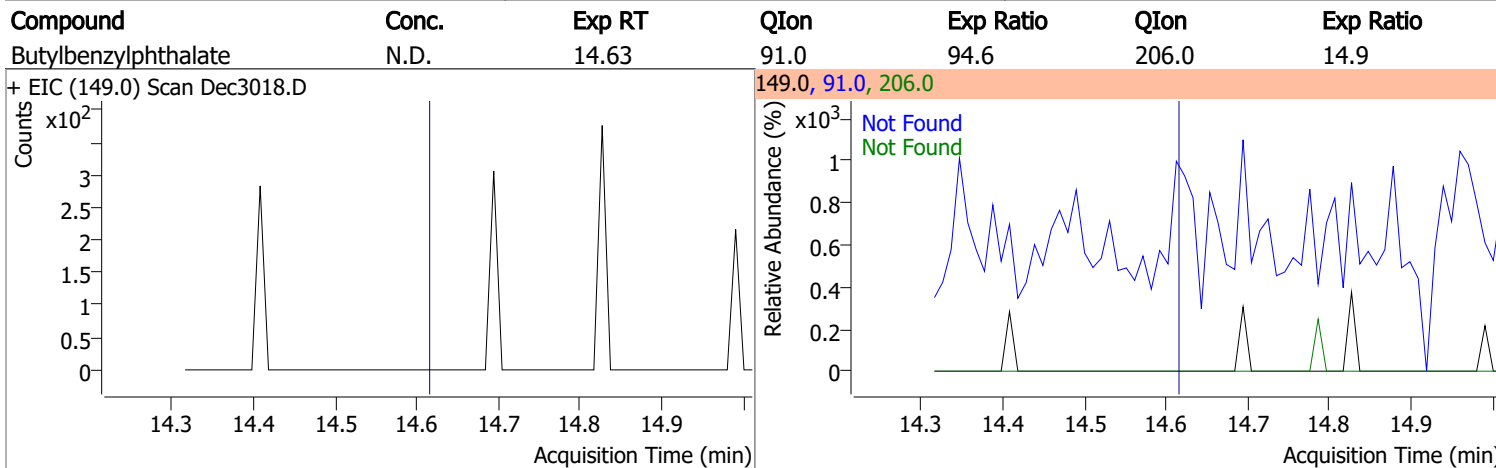 Compound Conc. Exp RT QIon Exp Ratio QIon Exp Ratio
Butylbenzylphthalate N.D. 14.63 91.0 94.6 206.0 14.9
+ EIC (149.0) Scan Dec3018.D
Counts
x10²
3
2.5
2
1.5
1
0.5
0
14.3 14.4 14.5 14.6 14.7 14.8 14.9
Acquisition Time (min)
149.0, 91.0, 206.0
Relative Abundance (%)
x10³
Not Found
Not Found
1
0.8
0.6
0.4
0.2
0
14.3 14.4 14.5 14.6 14.7 14.8 14.9
Acquisition Time (min)